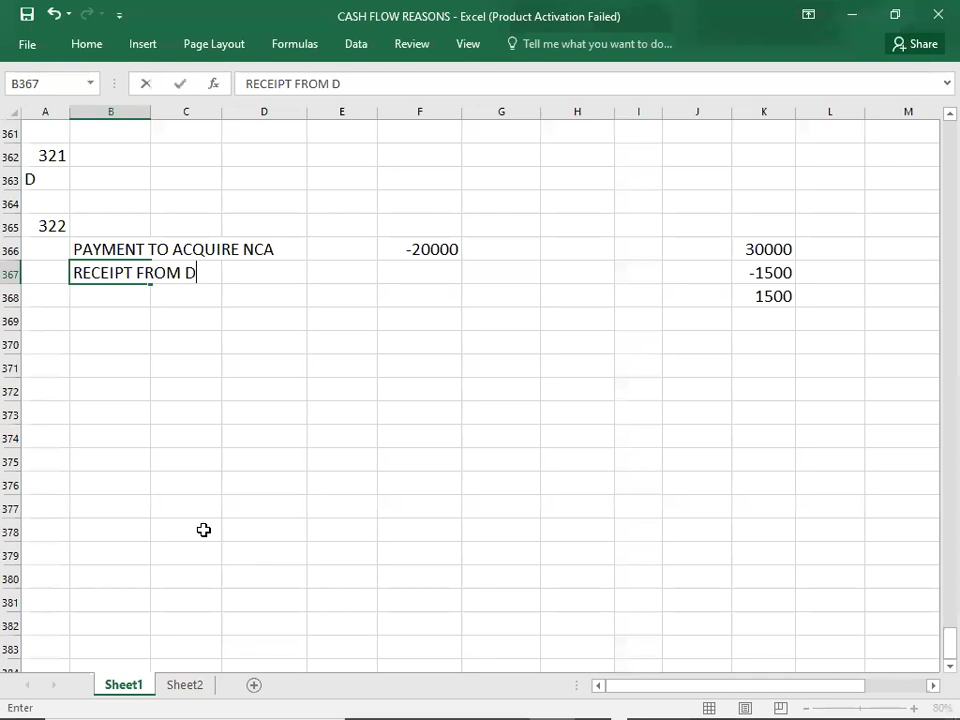 CASH FLOW REASONS - Excel (Product Activation Failed)
File Home Insert Page Layout Formulas Data Review View Tell me what you want to do... Share
B367 fx RECEIPT FROM D
A B C D E F G H I J K L M
361
362 321
363 D
364
365 322
366 PAYMENT TO ACQUIRE NCA -20000 30000
367 RECEIPT FROM D -1500
368 1500
369
370
371
372
373
374
375
376
377
378
379
380
381
382
383
Sheet1 Sheet2
Enter 80%